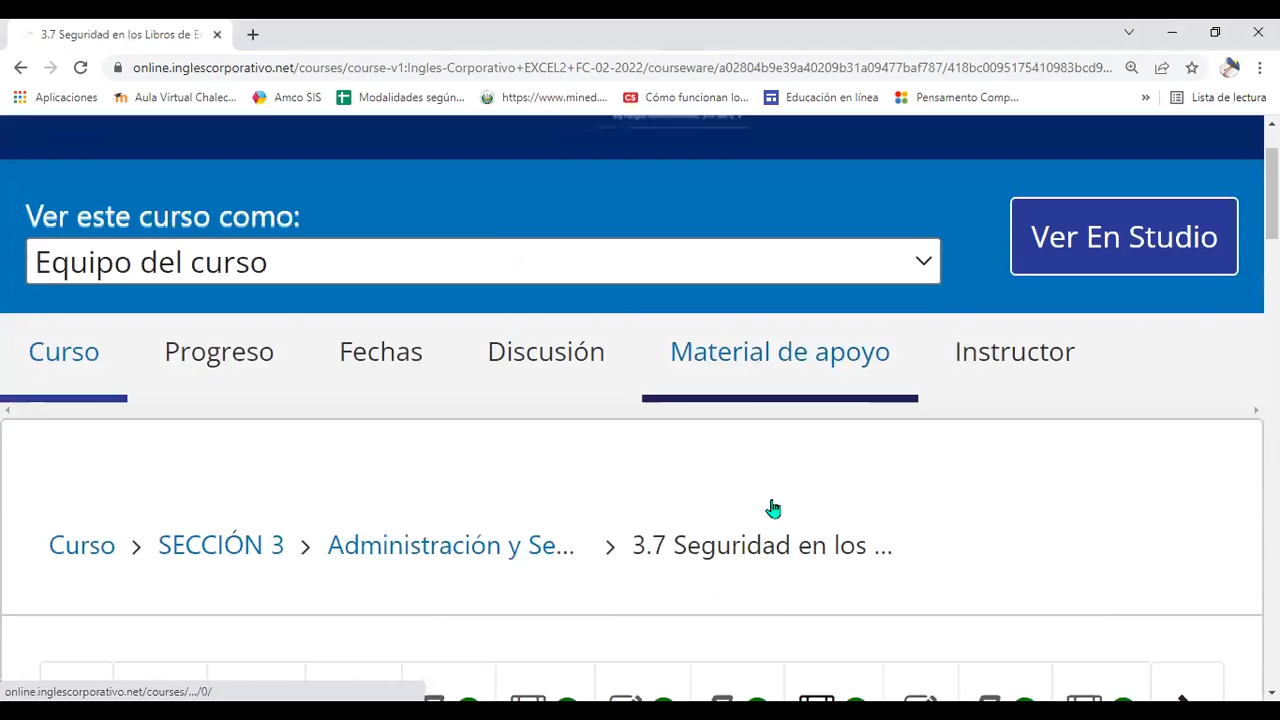 3.7 Seguridad en los Libros de E
online.inglescorporativo.net/courses/course-v1:Ingles-Corporativo+EXCEL2+FC-02-2022/courseware/a02804b9e39a40209b31a09477baf787/418bc0095175410983bcd9...
Aplicaciones Aula Virtual Chalec... Amco SIS Modalidades según... https://www.mined.... CS Cómo funcionan lo... Educación en línea Pensamento Comp... » Lista de lectura
Ver este curso como:
Equipo del curso
Ver En Studio
Curso Progreso Fechas Discusión Material de apoyo Instructor
Curso > SECCIÓN 3 > Administración y Se... > 3.7 Seguridad en los ...
online.inglescorporativo.net/courses/.../0/